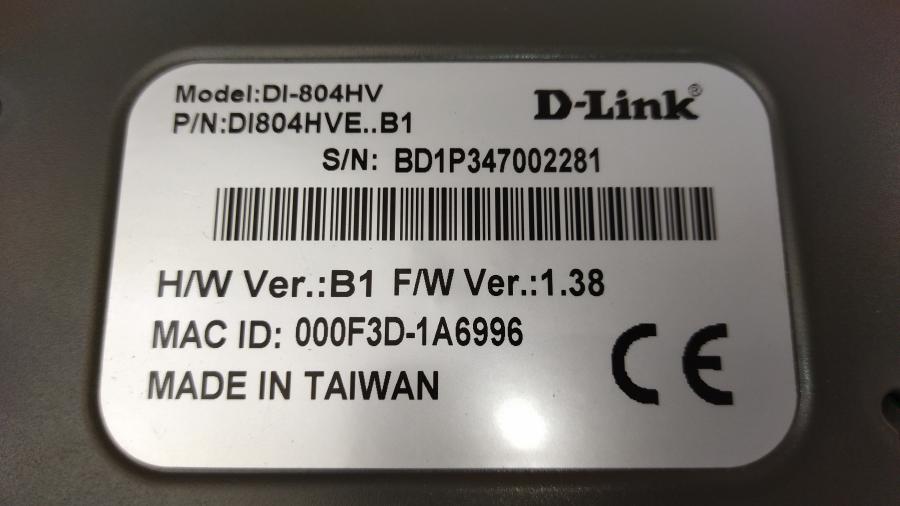 Model:DI-804HV
P/N:DI804HVE..B1
D-Link®
S/N: BD1P347002281
H/W Ver.:B1 F/W Ver.:1.38
MAC ID: 000F3D-1A6996
MADE IN TAIWAN
CE